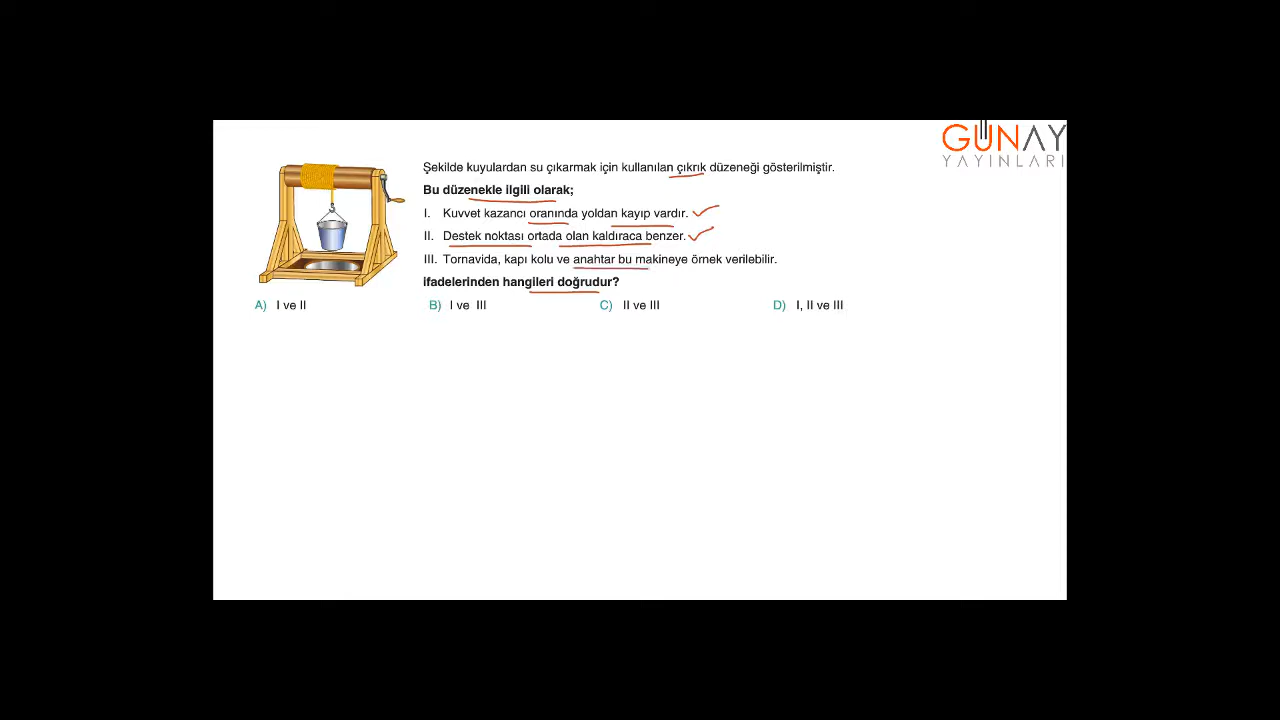 GÜNAY
YAYINLARI
Şekilde kuyulardan su çıkarmak için kullanılan çıkrık düzeneği gösterilmiştir.
Bu düzenekle ilgili olarak;
I. Kuvvet kazancı oranında yoldan kayıp vardır.
II. Destek noktası ortada olan kaldıraca benzer.
III. Tornavida, kapı kolu ve anahtar bu makineye örnek verilebilir.
ifadelerinden hangileri doğrudur?
A) I ve II B) I ve III C) II ve III D) I, II ve III